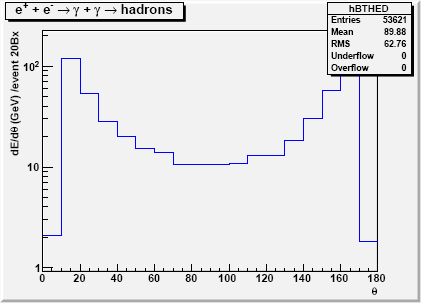 e+ + e- → γ + γ → hadrons
hBTHED
Entries 53621
Mean 89.88
RMS 62.76
Underflow 0
Overflow 0
dE/dθ (GeV) /event 20Bx
10²
10
1
0 20 40 60 80 100 120 140 160 180
θ